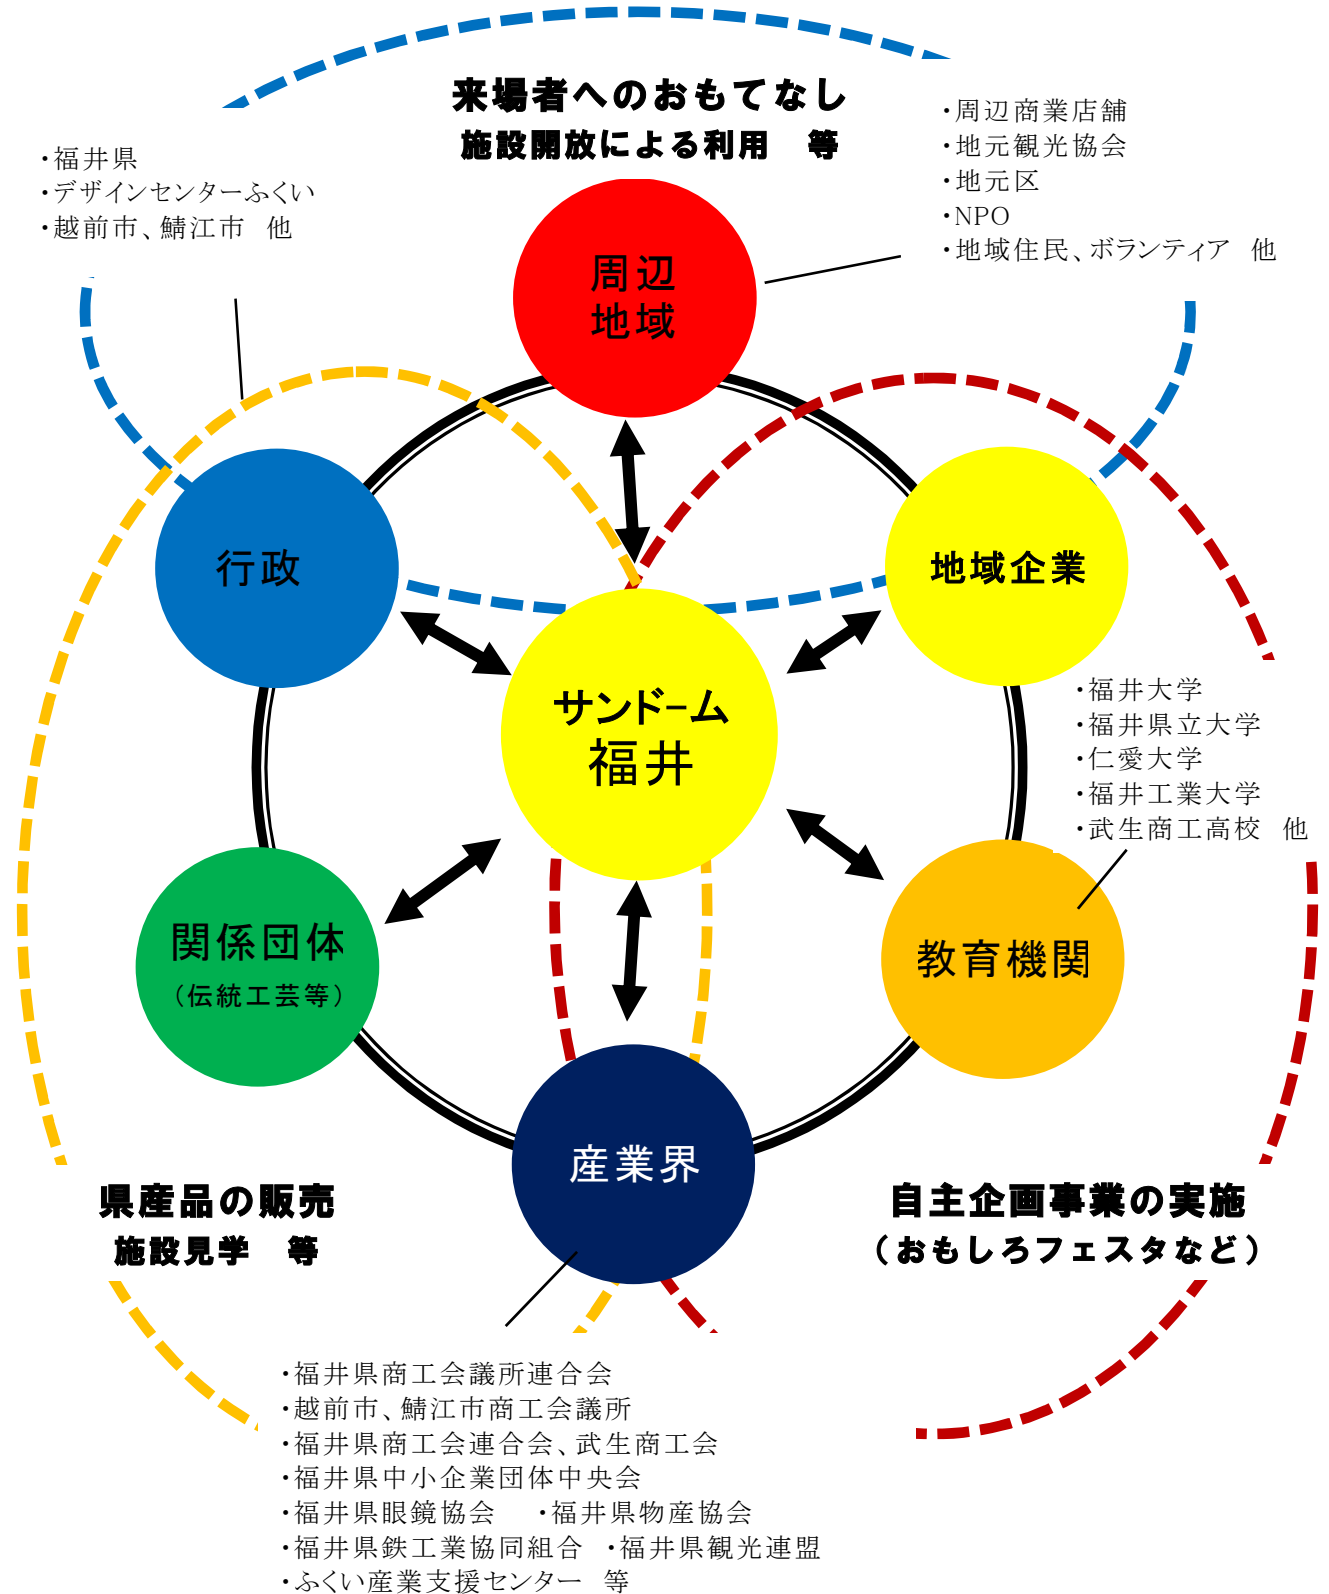 来場者へのおもてなし
施設開放による利用　等
・福井県
・デザインセンターふくい
・越前市、鯖江市　他
・周辺商業店舗
・地元観光協会
・地元区
・NPO
・地域住民、ボランティア　他
周辺
地域
行政
地域企業
サンドーム
福井
・福井大学
・福井県立大学
・仁愛大学
・福井工業大学
・武生商工高校　他
関係団体
（伝統工芸等）
教育機関
産業界
県産品の販売
施設見学　等
自主企画事業の実施
（おもしろフェスタなど）
・福井県商工会議所連合会
・越前市、鯖江市商工会議所
・福井県商工会連合会、武生商工会
・福井県中小企業団体中央会
・福井県眼鏡協会　・福井県物産協会
・福井県鉄工業協同組合　・福井県観光連盟
・ふくい産業支援センター　等